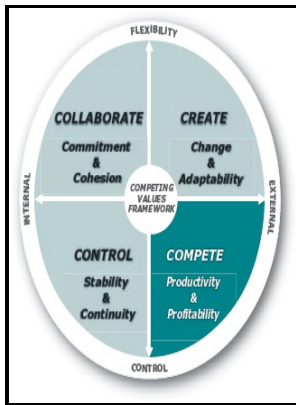 FLEXIBILITY
COLLABORATE
Commitment
&
Cohesion
CREATE
Change
&
Adaptability
INTERNAL
COMPETING
VALUES
FRAMEWORK
EXTERNAL
CONTROL
Stability
&
Continuity
COMPETE
Productivity
&
Profitability
CONTROL